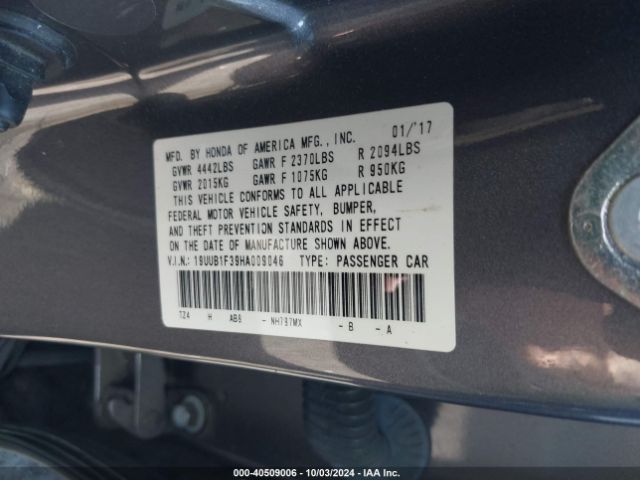 MFD. BY HONDA OF AMERICA MFG., INC. 01/'17
GVWR 4442LBS GAWR F 2370LBS R 2094LBS
GVWR 2015KG GAWR F 1075KG R 950KG
THIS VEHICLE CONFORMS TO ALL APPLICABLE
FEDERAL MOTOR VEHICLE SAFETY, BUMPER,
AND THEFT PREVENTION STANDARDS IN EFFECT
ON THE DATE OF MANUFACTURE SHOWN ABOVE.
V.I.N.: 19UUB1F39HA009046 TYPE: PASSENGER CAR
TZ4 H AB8 - NH797MX - B - A
000-40509006 - 10/03/2024 - IAA Inc.